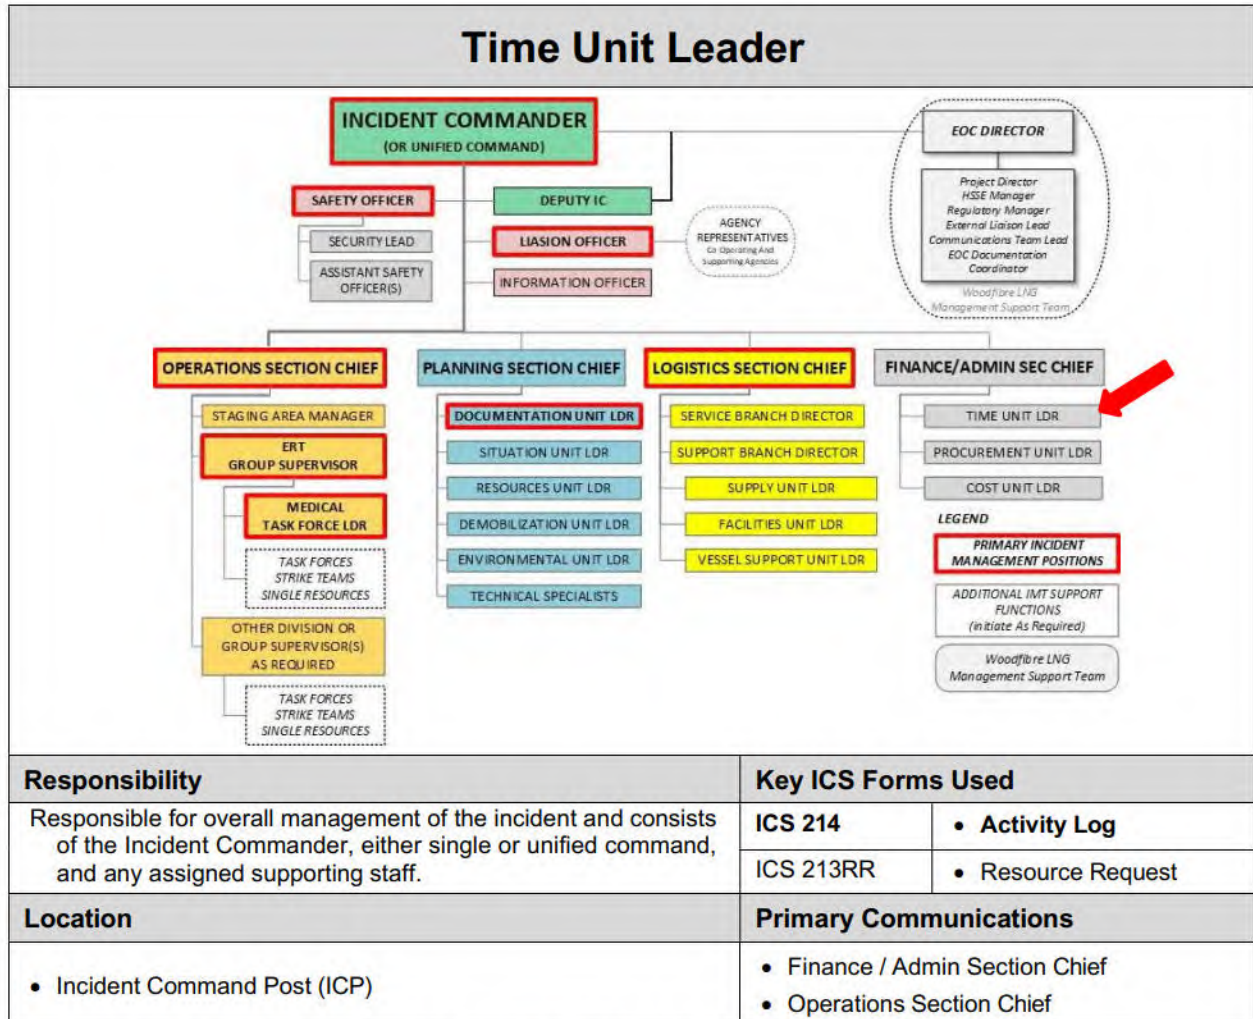 Time Unit Leader
INCIDENT COMMANDER
(OR UNIFIED COMMAND)
EOC DIRECTOR
Project Director
HSSE Manager
Regulatory Manager
External Liaison Lead
Communications Team Lead
EOC Documentation
Coordinator
Woodfibre LNG
Management Support Team
SAFETY OFFICER
DEPUTY IC
SECURITY LEAD
LIASION OFFICER
AGENCY
REPRESENTATIVES
Co Operating And
Supporting Agencies
ASSISTANT SAFETY
OFFICER(S)
INFORMATION OFFICER
OPERATIONS SECTION CHIEF
STAGING AREA MANAGER
ERT
GROUP SUPERVISOR
MEDICAL
TASK FORCE LDR
TASK FORCES
STRIKE TEAMS
SINGLE RESOURCES
OTHER DIVISION OR
GROUP SUPERVISOR(S)
AS REQUIRED
TASK FORCES
STRIKE TEAMS
SINGLE RESOURCES
PLANNING SECTION CHIEF
DOCUMENTATION UNIT LDR
SITUATION UNIT LDR
RESOURCES UNIT LDR
DEMOBILIZATION UNIT LDR
ENVIRONMENTAL UNIT LDR
TECHNICAL SPECIALISTS
LOGISTICS SECTION CHIEF
SERVICE BRANCH DIRECTOR
SUPPORT BRANCH DIRECTOR
SUPPLY UNIT LDR
FACILITIES UNIT LDR
VESSEL SUPPORT UNIT LDR
FINANCE/ADMIN SEC CHIEF
TIME UNIT LDR
PROCUREMENT UNIT LDR
COST UNIT LDR
LEGEND
PRIMARY INCIDENT
MANAGEMENT POSITIONS
ADDITIONAL IMT SUPPORT
FUNCTIONS
(initiate As Required)
Woodfibre LNG
Management Support Team
Responsibility
Responsible for overall management of the incident and consists
of the Incident Commander, either single or unified command,
and any assigned supporting staff.
Key ICS Forms Used
ICS 214 • Activity Log
ICS 213RR • Resource Request
Location
• Incident Command Post (ICP)
Primary Communications
• Finance / Admin Section Chief
• Operations Section Chief